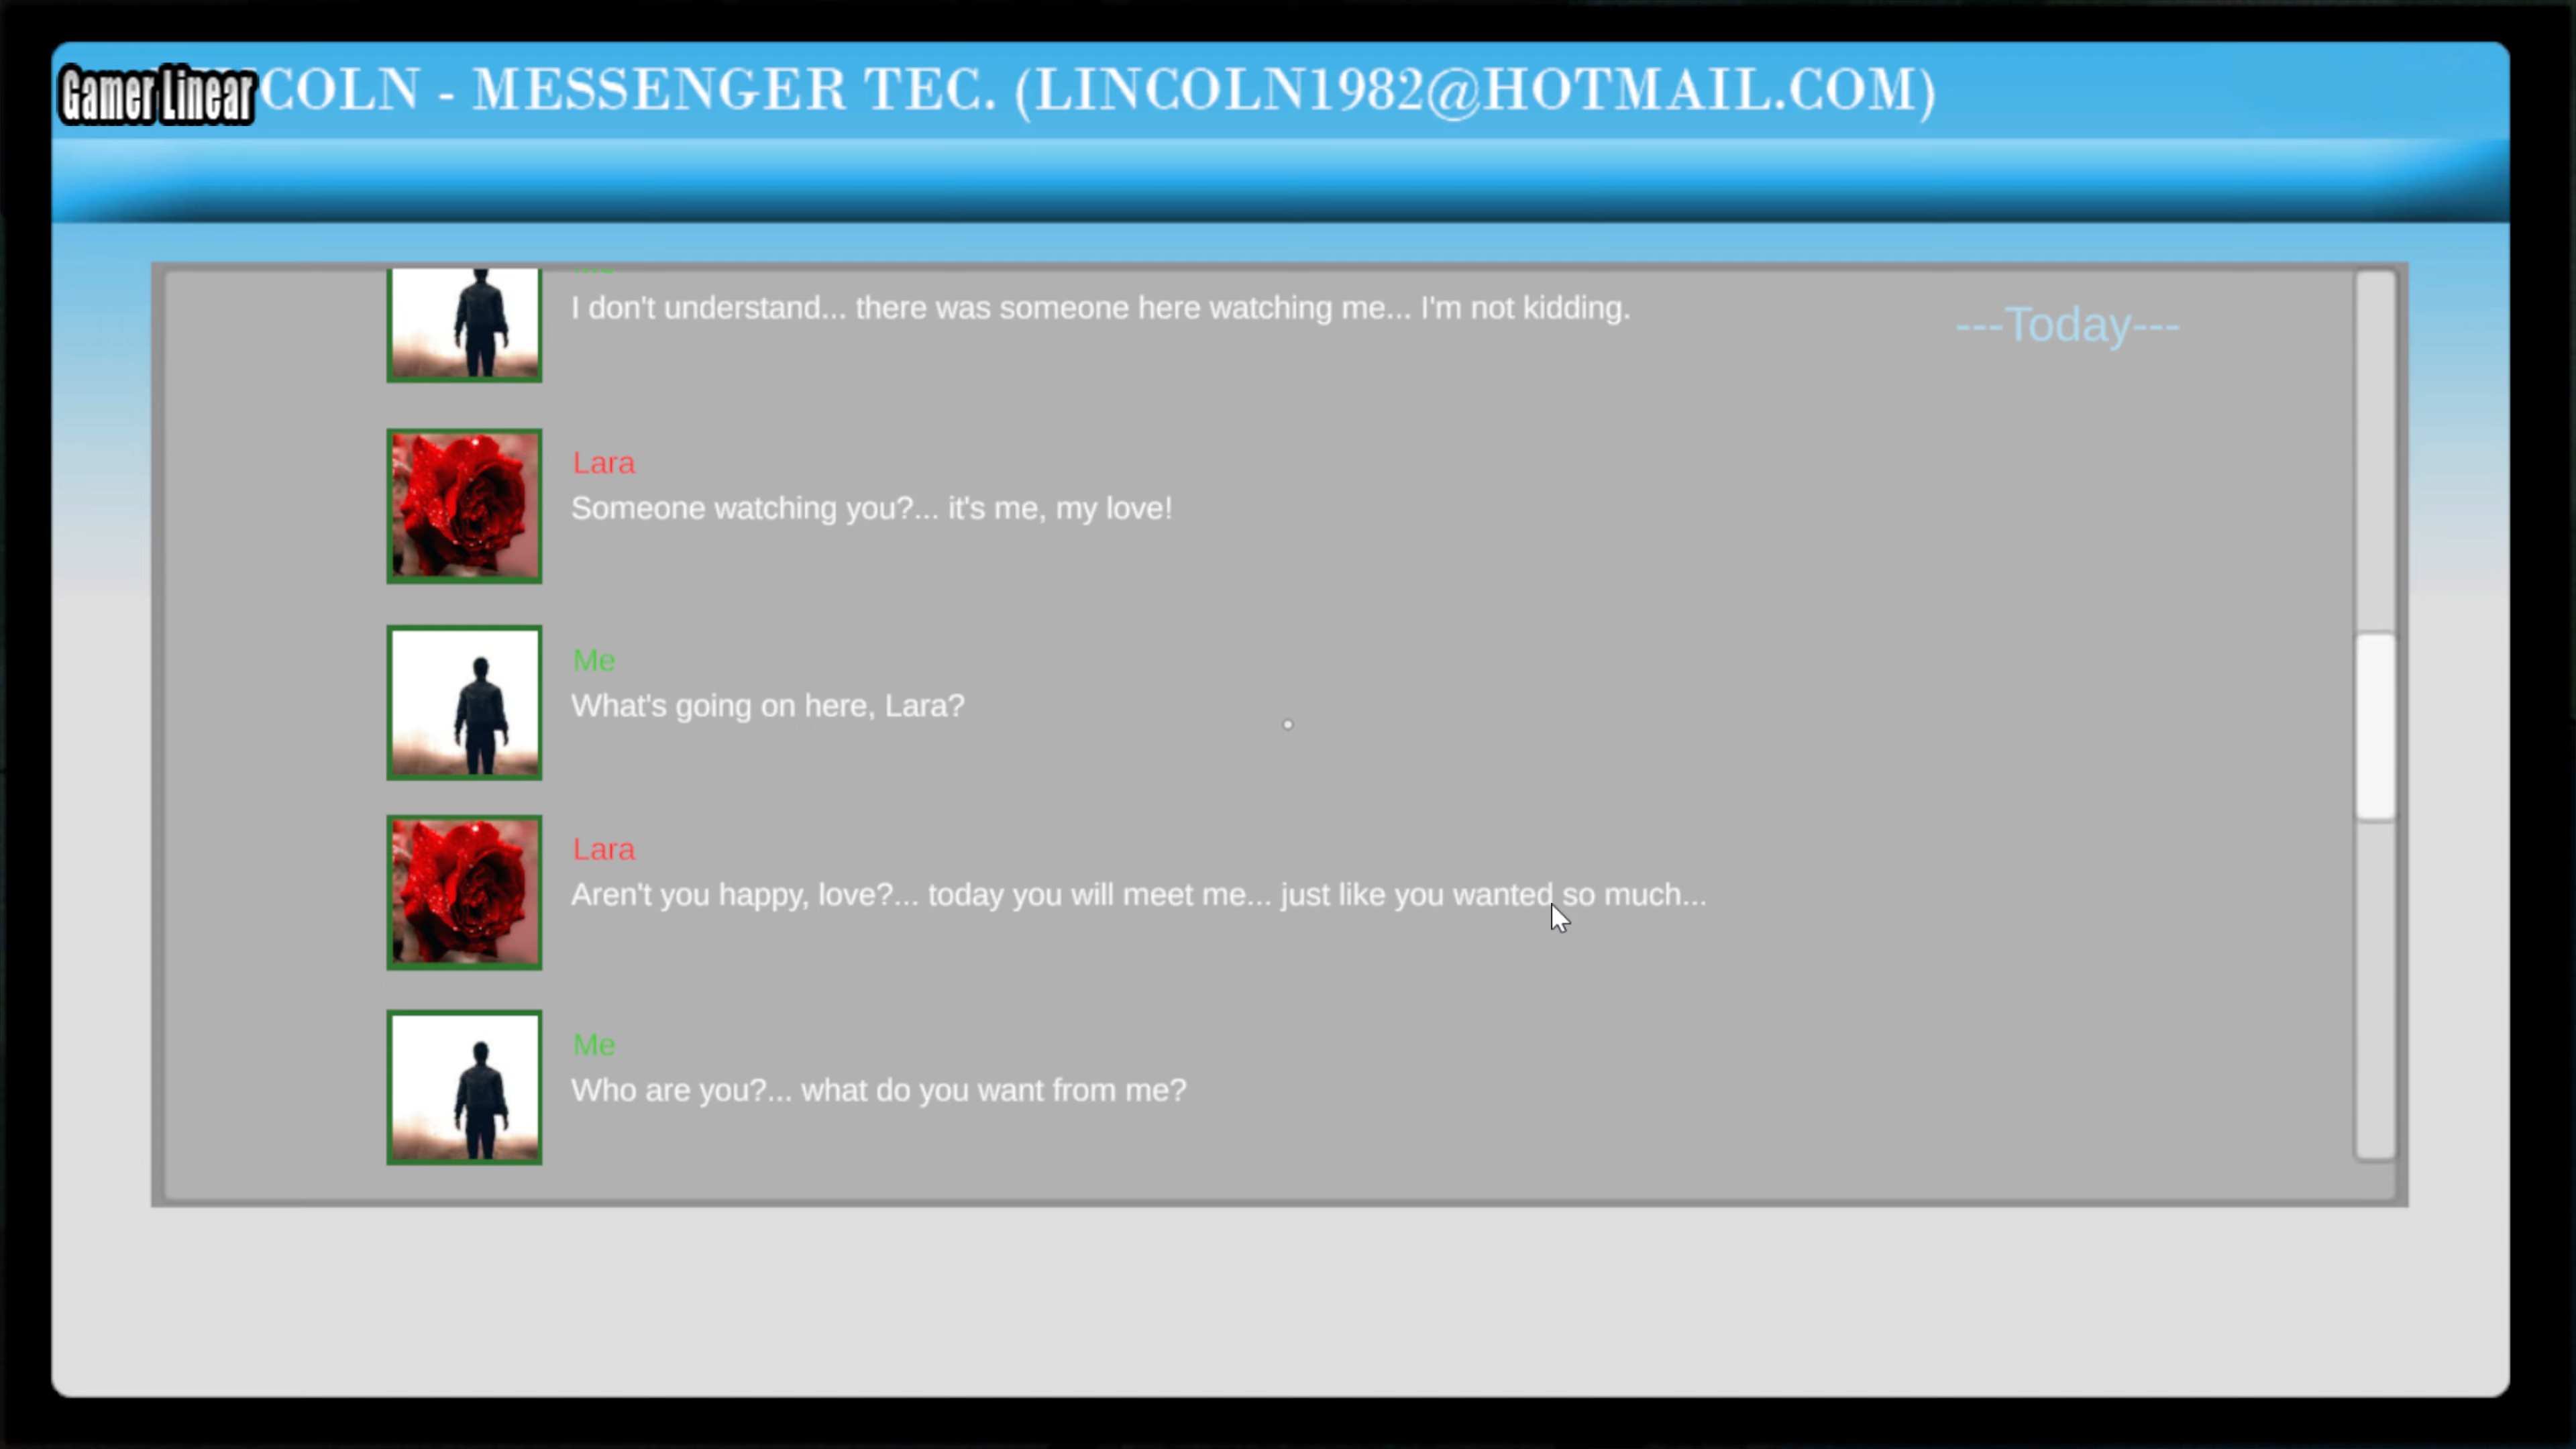 Gamer Linear
COLN - MESSENGER TEC. (LINCOLN1982@HOTMAIL.COM)
I don't understand... there was someone here watching me... I'm not kidding.
---Today---
Lara
Someone watching you?... it's me, my love!
Me
What's going on here, Lara?
Lara
Aren't you happy, love?... today you will meet me... just like you wanted so much...
Me
Who are you?... what do you want from me?